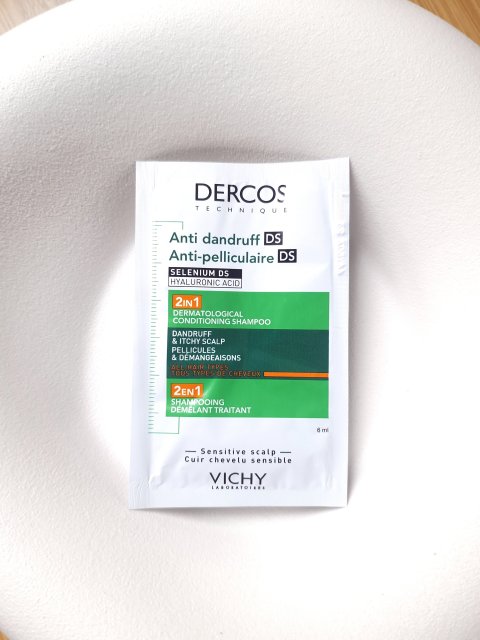 DERCOS
TECHNIQUE
Anti dandruff DS
Anti-pelliculaire DS
SELENIUM DS
HYALURONIC ACID
2IN1
DERMATOLOGICAL
CONDITIONING SHAMPOO
DANDRUFF
& ITCHY SCALP
PELLICULES
& DÉMANGEAISONS
ALL HAIR TYPES
TOUS TYPES DE CHEVEUX
2EN1
SHAMPOOING
DÉMÊLANT TRAITANT
6 ml
— Sensitive scalp —
Cuir chevelu sensible
VICHY
LABORATOIRES